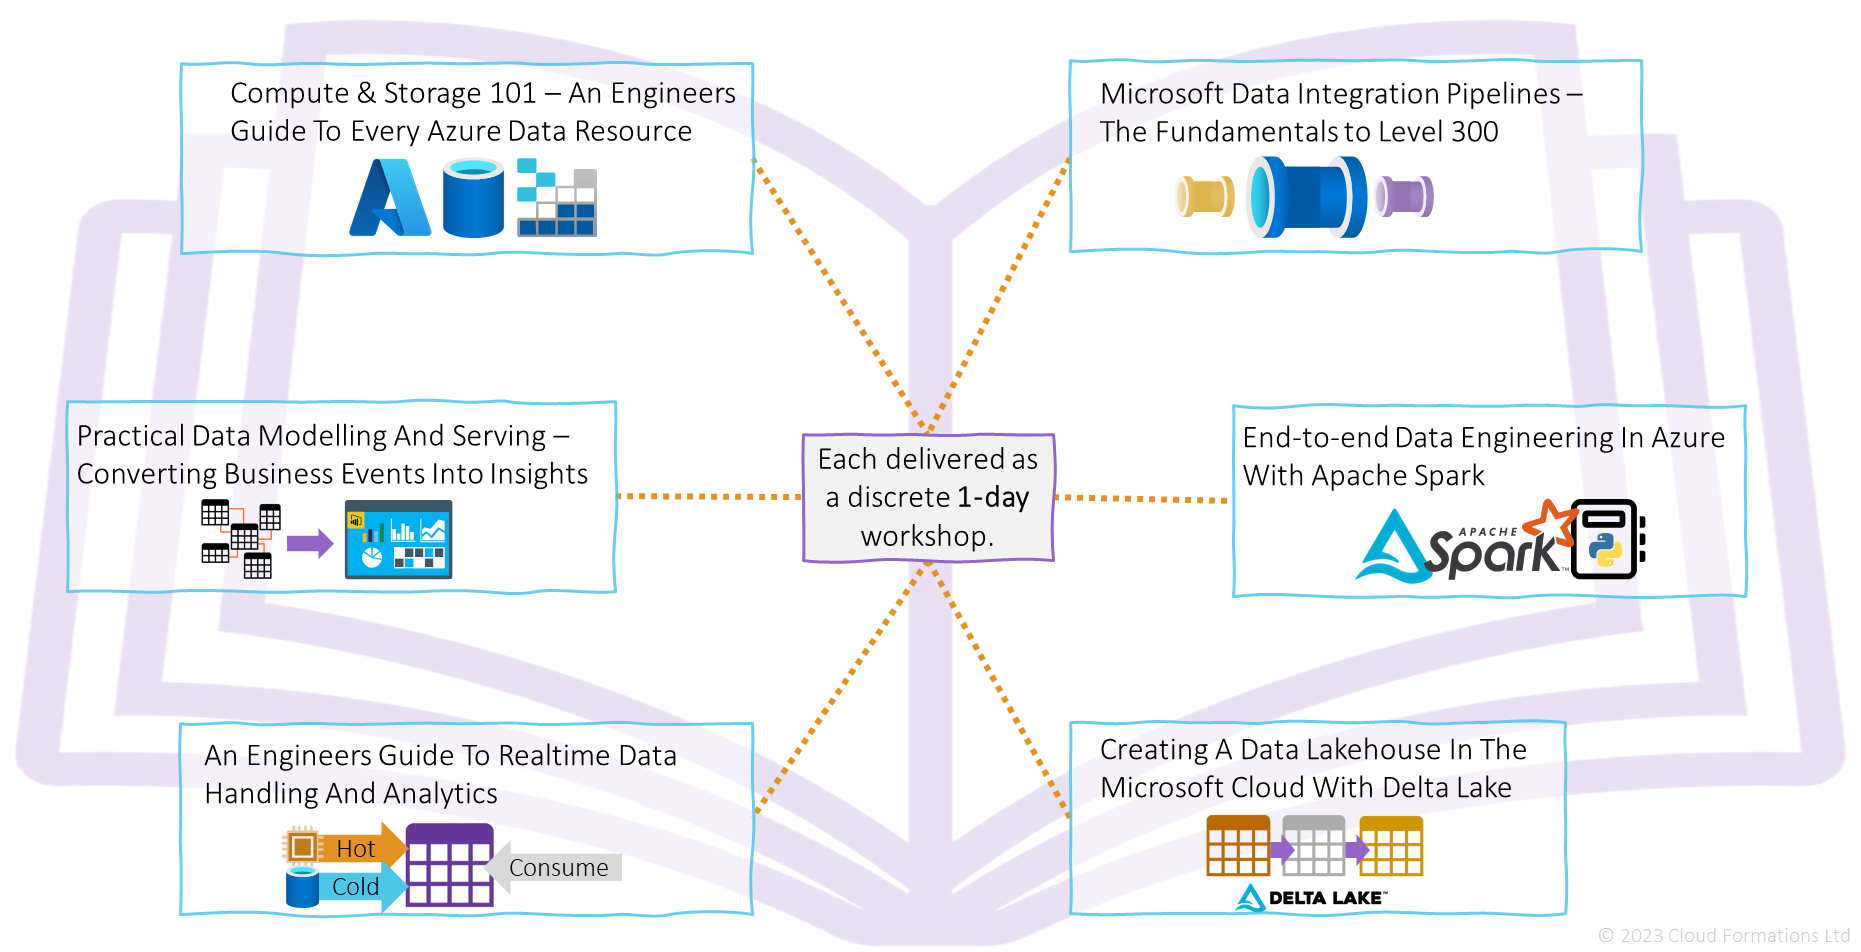 Compute & Storage 101 – An Engineers
Guide To Every Azure Data Resource
Microsoft Data Integration Pipelines –
The Fundamentals to Level 300
Practical Data Modelling And Serving –
Converting Business Events Into Insights
Each delivered as
a discrete 1-day
workshop.
End-to-end Data Engineering In Azure
With Apache Spark
APACHE
Spark™
An Engineers Guide To Realtime Data
Handling And Analytics
Hot
Cold
Consume
Creating A Data Lakehouse In The
Microsoft Cloud With Delta Lake
DELTA LAKE™
© 2023 Cloud Formations Ltd